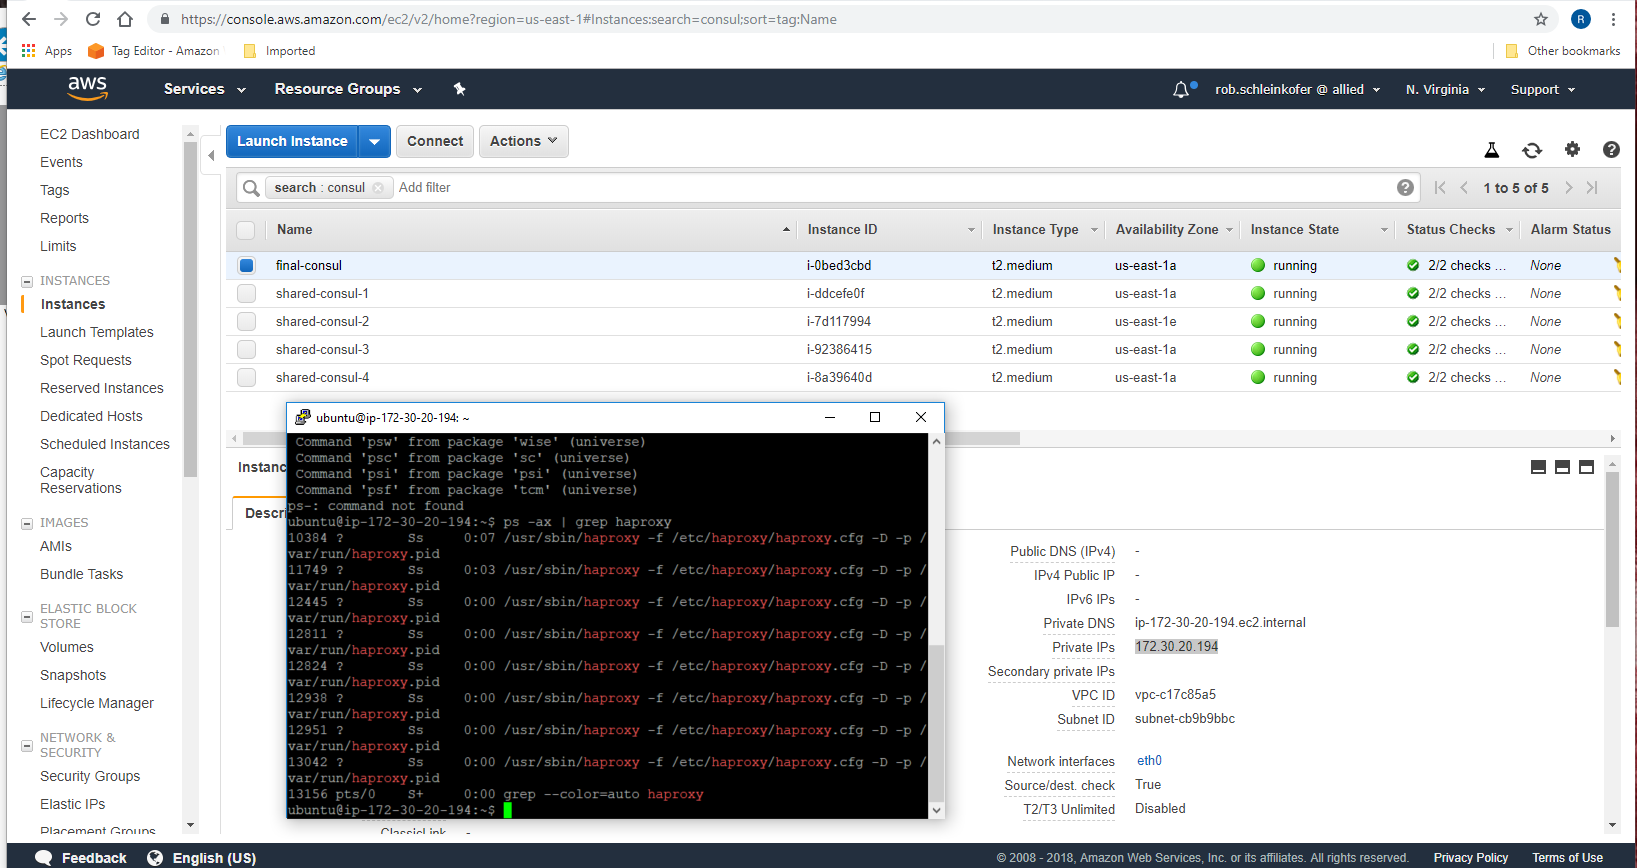 https://console.aws.amazon.com/ec2/v2/home?region=us-east-1#Instances:search=consul;sort=tag:Name
R
Apps
Tag Editor - Amazon
Imported
Other bookmarks
aws
Services
Resource Groups
rob.schleinkofer @ allied
N. Virginia
Support
EC2 Dashboard
Events
Tags
Reports
Limits
INSTANCES
Instances
Launch Templates
Spot Requests
Reserved Instances
Dedicated Hosts
Scheduled Instances
Capacity
Reservations
IMAGES
AMIs
Bundle Tasks
ELASTIC BLOCK
STORE
Volumes
Snapshots
Lifecycle Manager
NETWORK &
SECURITY
Security Groups
Elastic IPs
Placement Groups
Launch Instance
Connect
Actions
search : consul
Add filter
1 to 5 of 5
Name Instance ID Instance Type Availability Zone Instance State Status Checks Alarm Status
final-consul i-0bed3cbd t2.medium us-east-1a running 2/2 checks ... None
shared-consul-1 i-ddcefe0f t2.medium us-east-1a running 2/2 checks ... None
shared-consul-2 i-7d117994 t2.medium us-east-1e running 2/2 checks ... None
shared-consul-3 i-92386415 t2.medium us-east-1a running 2/2 checks ... None
shared-consul-4 i-8a39640d t2.medium us-east-1a running 2/2 checks ... None
Instanc
Descri
ubuntu@ip-172-30-20-194: ~
Command 'psw' from package 'wise' (universe)
Command 'psc' from package 'sc' (universe)
Command 'psi' from package 'psi' (universe)
Command 'psf' from package 'tcm' (universe)
ps-: command not found
ubuntu@ip-172-30-20-194:~$ ps -ax | grep haproxy
10384 ? Ss 0:07 /usr/sbin/haproxy -f /etc/haproxy/haproxy.cfg -D -p /
var/run/haproxy.pid
11749 ? Ss 0:03 /usr/sbin/haproxy -f /etc/haproxy/haproxy.cfg -D -p /
var/run/haproxy.pid
12445 ? Ss 0:00 /usr/sbin/haproxy -f /etc/haproxy/haproxy.cfg -D -p /
var/run/haproxy.pid
12811 ? Ss 0:00 /usr/sbin/haproxy -f /etc/haproxy/haproxy.cfg -D -p /
var/run/haproxy.pid
12824 ? Ss 0:00 /usr/sbin/haproxy -f /etc/haproxy/haproxy.cfg -D -p /
var/run/haproxy.pid
12938 ? Ss 0:00 /usr/sbin/haproxy -f /etc/haproxy/haproxy.cfg -D -p /
var/run/haproxy.pid
12951 ? Ss 0:00 /usr/sbin/haproxy -f /etc/haproxy/haproxy.cfg -D -p /
var/run/haproxy.pid
13042 ? Ss 0:00 /usr/sbin/haproxy -f /etc/haproxy/haproxy.cfg -D -p /
var/run/haproxy.pid
13156 pts/0 S+ 0:00 grep --color=auto haproxy
ubuntu@ip-172-30-20-194:~$
ClassicLink -
Public DNS (IPv4) -
IPv4 Public IP -
IPv6 IPs -
Private DNS ip-172-30-20-194.ec2.internal
Private IPs 172.30.20.194
Secondary private IPs
VPC ID vpc-c17c85a5
Subnet ID subnet-cb9b9bbc
Network interfaces eth0
Source/dest. check True
T2/T3 Unlimited Disabled
Feedback
English (US)
© 2008 - 2018, Amazon Web Services, Inc. or its affiliates. All rights reserved.
Privacy Policy
Terms of Use